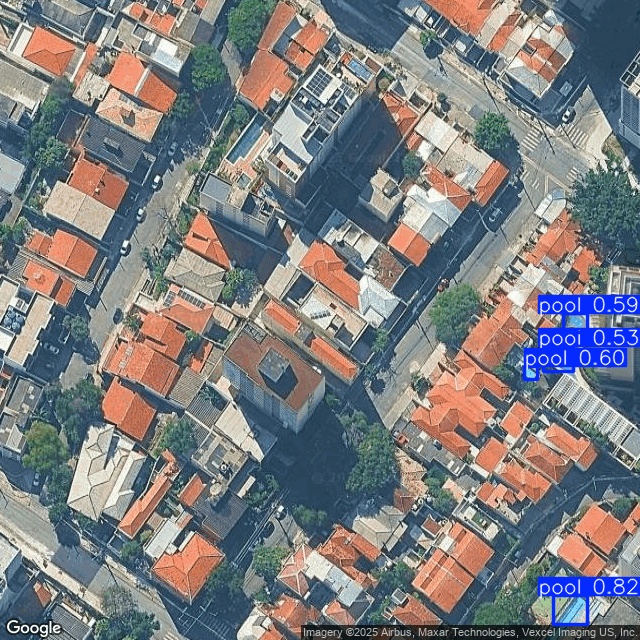 pool 0.59
pool 0.53
pool 0.60
pool 0.82
Google
Imagery ©2025 Airbus, Maxar Technologies, Vexcel Imaging US, Inc.